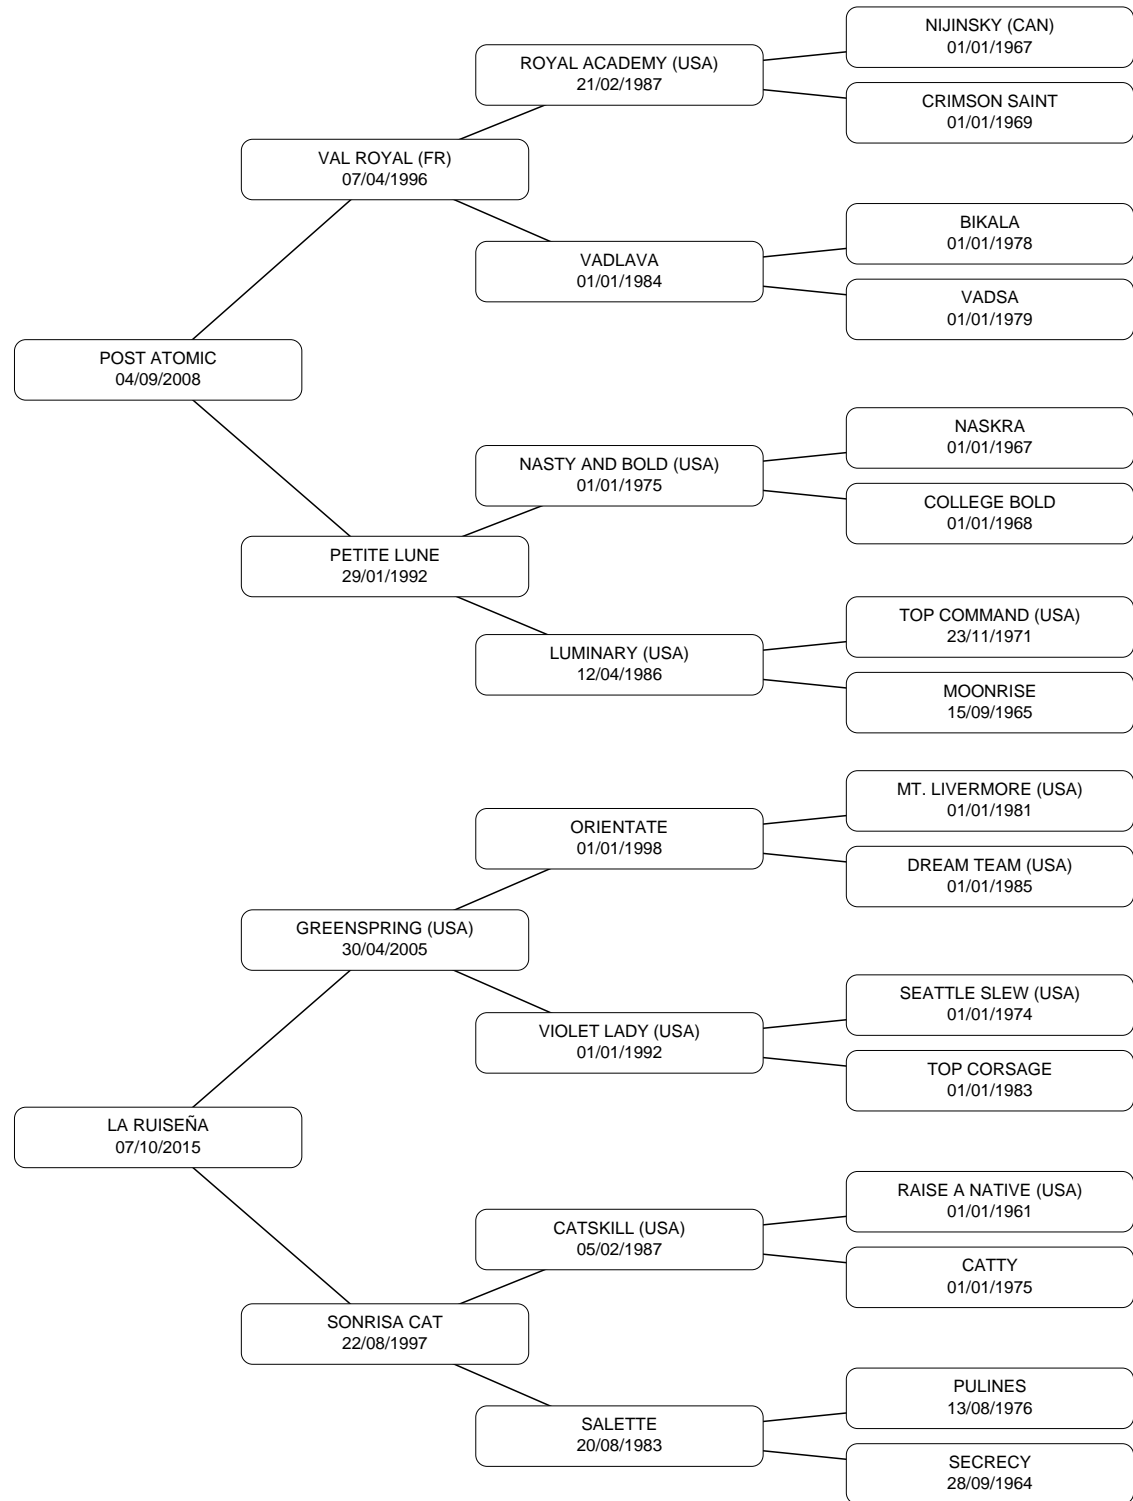 NIJINSKY (CAN)
01/01/1967
ROYAL ACADEMY (USA)
21/02/1987
CRIMSON SAINT
01/01/1969
VAL ROYAL (FR)
07/04/1996
BIKALA
01/01/1978
VADLAVA
01/01/1984
VADSA
01/01/1979
POST ATOMIC
04/09/2008
NASKRA
01/01/1967
NASTY AND BOLD (USA)
01/01/1975
COLLEGE BOLD
01/01/1968
PETITE LUNE
29/01/1992
TOP COMMAND (USA)
23/11/1971
LUMINARY (USA)
12/04/1986
MOONRISE
15/09/1965
MT. LIVERMORE (USA)
01/01/1981
ORIENTATE
01/01/1998
DREAM TEAM (USA)
01/01/1985
GREENSPRING (USA)
30/04/2005
SEATTLE SLEW (USA)
01/01/1974
VIOLET LADY (USA)
01/01/1992
TOP CORSAGE
01/01/1983
LA RUISEÑA
07/10/2015
RAISE A NATIVE (USA)
01/01/1961
CATSKILL (USA)
05/02/1987
CATTY
01/01/1975
SONRISA CAT
22/08/1997
PULINES
13/08/1976
SALETTE
20/08/1983
SECRECY
28/09/1964